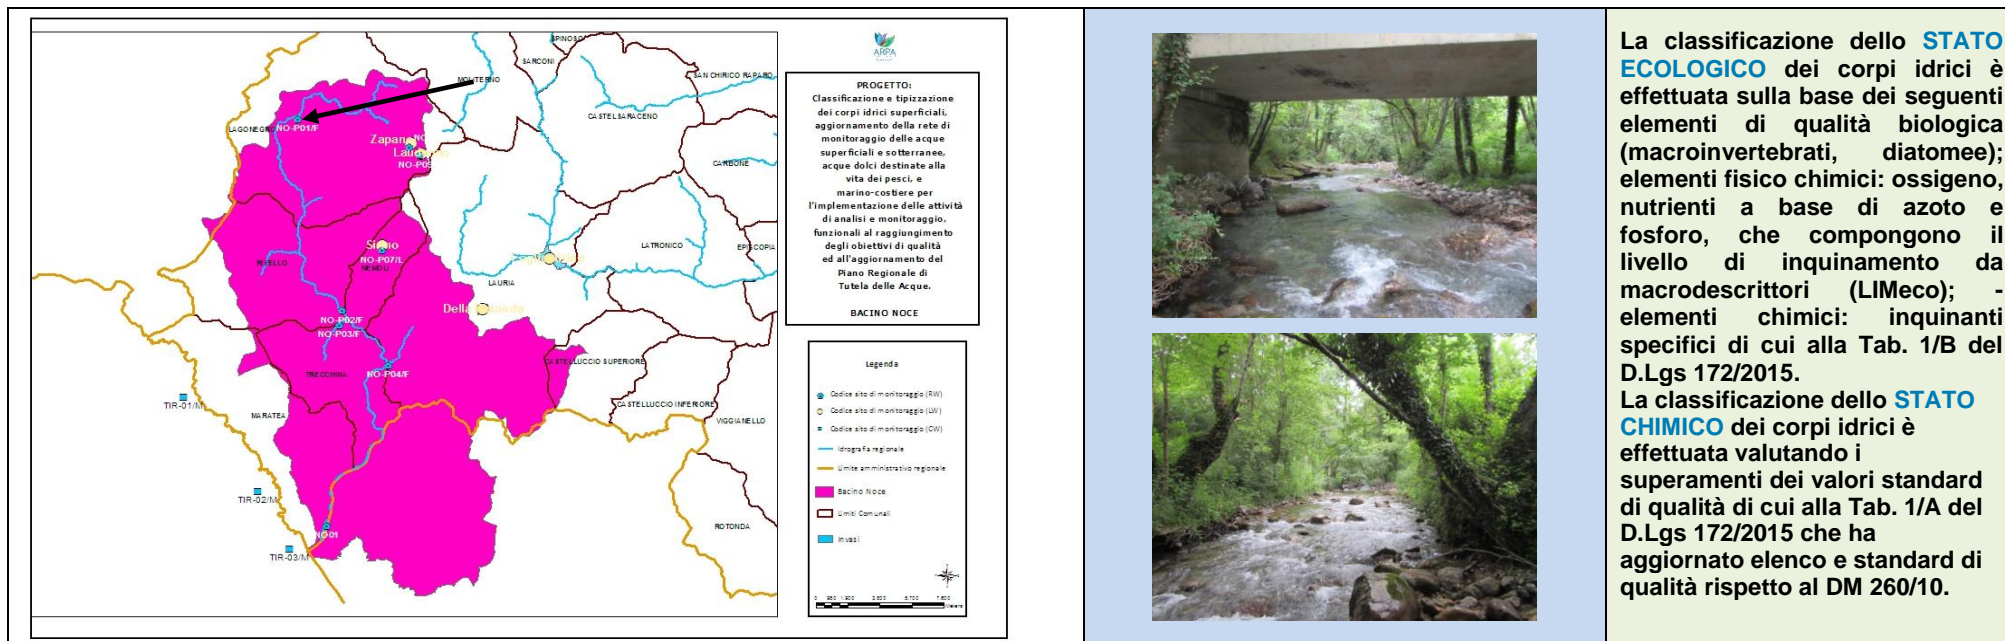 SPINOSO
SARCONI
MOLITERNO
SAN CHIRICO RAPARO
CASTELSARACENO
LAGONEGRO
NO-P01/F
Zapano
NO-P05
CARBONE
LATRONICO
EPISCOPIA
Sirino
NO-P07/L
NEMOLI
RIVELLO
LAURIA
Della Rotonda
NO-P02/F
NO-P03/F
CASTELLUCCIO SUPERIORE
TRECCHINA
NO-P04/F
TIR-01/M
MARATEA
CASTELLUCCIO INFERIORE
VIGGIANELLO
TIR-02/M
ROTONDA
NO01
TIR-03/M
ARPA
PROGETTO:
Classificazione e tipizzazione
dei corpi idrici superficiali,
aggiornamento della rete di
monitoraggio delle acque
superficiali e sotterranee,
acque dolci destinate alla
vita dei pesci, e
marino-costiere per
l'implementazione delle attività
di analisi e monitoraggio,
funzionali al raggiungimento
degli obiettivi di qualità
ed all'aggiornamento del
Piano Regionale di
Tutela delle Acque.
BACINO NOCE
Legenda
Codice sito di monitoraggio (RW)
Codice sito di monitoraggio (LW)
Codice sito di monitoraggio (CW)
Idrografia regionale
Limite amministrativo regionale
Bacino Noce
Limiti Comunali
Invasi
La classificazione dello STATO
ECOLOGICO dei corpi idrici è
effettuata sulla base dei seguenti
elementi di qualità biologica
(macroinvertebrati, diatomee);
elementi fisico chimici: ossigeno,
nutrienti a base di azoto e
fosforo, che compongono il
livello di inquinamento da
macrodescrittori (LIMeco); -
elementi chimici: inquinanti
specifici di cui alla Tab. 1/B del
D.Lgs 172/2015.
La classificazione dello STATO
CHIMICO dei corpi idrici è
effettuata valutando i
superamenti dei valori standard
di qualità di cui alla Tab. 1/A del
D.Lgs 172/2015 che ha
aggiornato elenco e standard di
qualità rispetto al DM 260/10.